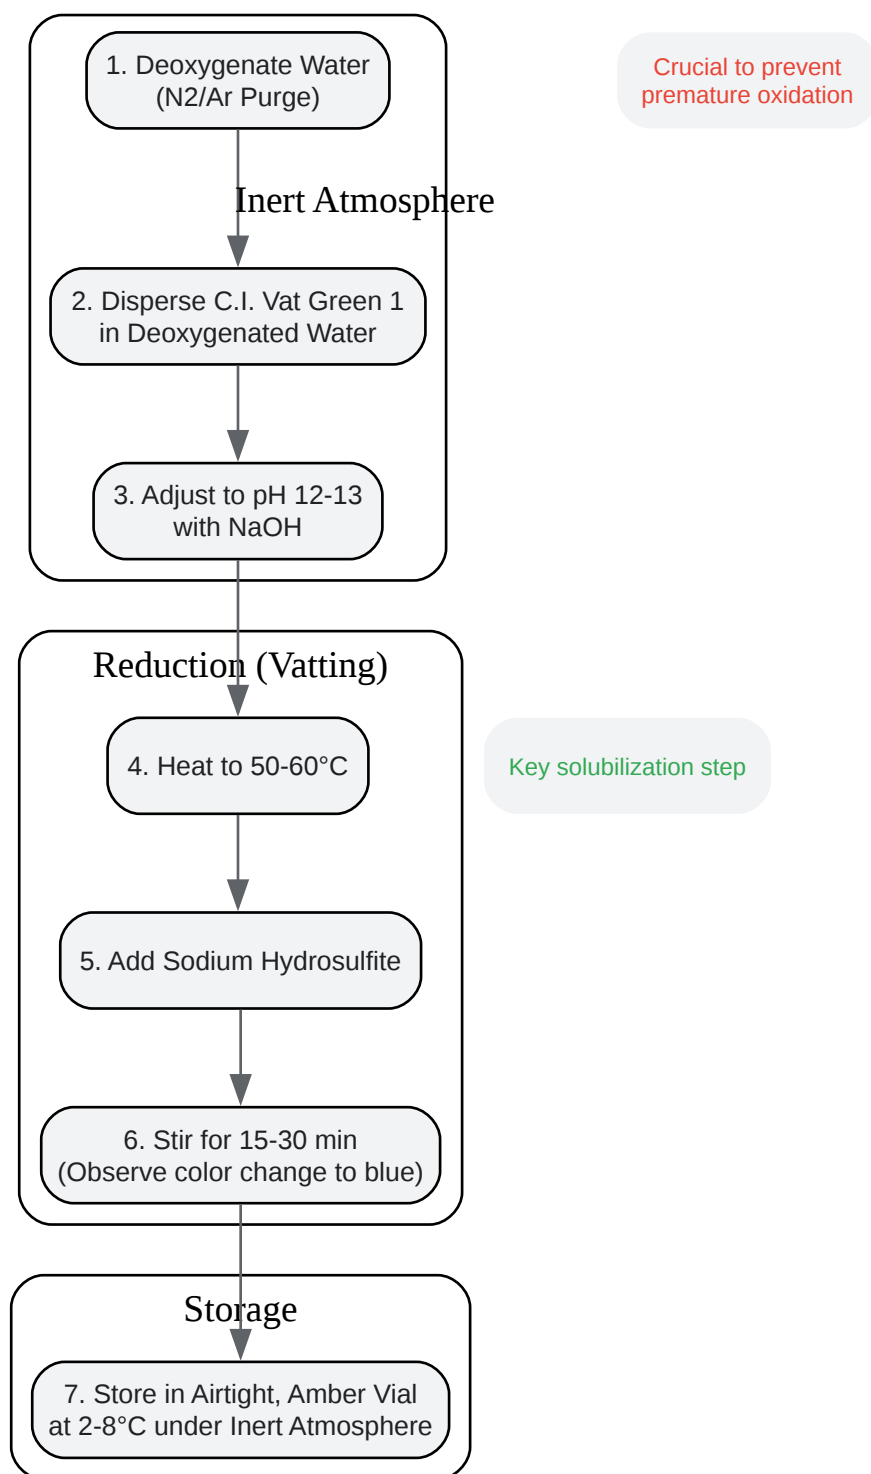 1. Deoxygenate Water
(N2/Ar Purge)
Crucial to prevent
premature oxidation
Inert Atmosphere
2. Disperse C.I. Vat Green 1
in Deoxygenated Water
3. Adjust to pH 12-13
with NaOH
Reduction (Vatting)
4. Heat to 50-60°C
Key solubilization step
5. Add Sodium Hydrosulfite
6. Stir for 15-30 min
(Observe color change to blue)
Storage
7. Store in Airtight, Amber Vial
at 2-8°C under Inert Atmosphere